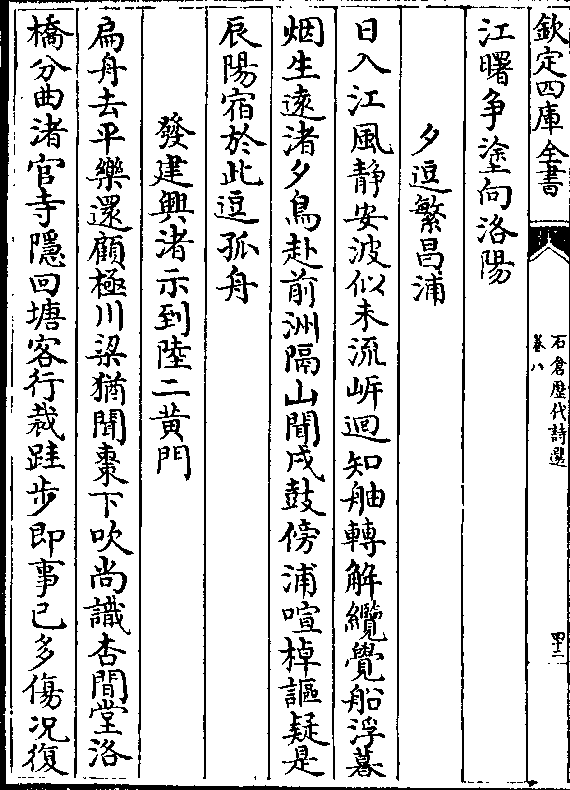 欽定四庫全書
石倉歷代詩選
卷八
四十二
江曙争塗向洛陽
夕逗繁昌浦
日入江風静安波似未流㟁迴知舳轉解纜覺船浮暮
烟生遠渚夕鳥赴前洲隔山聞戍鼓傍浦喧棹謳疑是
辰陽宿於此逗孤舟
發建興渚示到陸二黄門
扁舟去平樂還顧極川梁猶聞棗下吹尚識杏間堂洛
橋分曲渚官寺隱回塘客行裁跬步即事已多傷况復